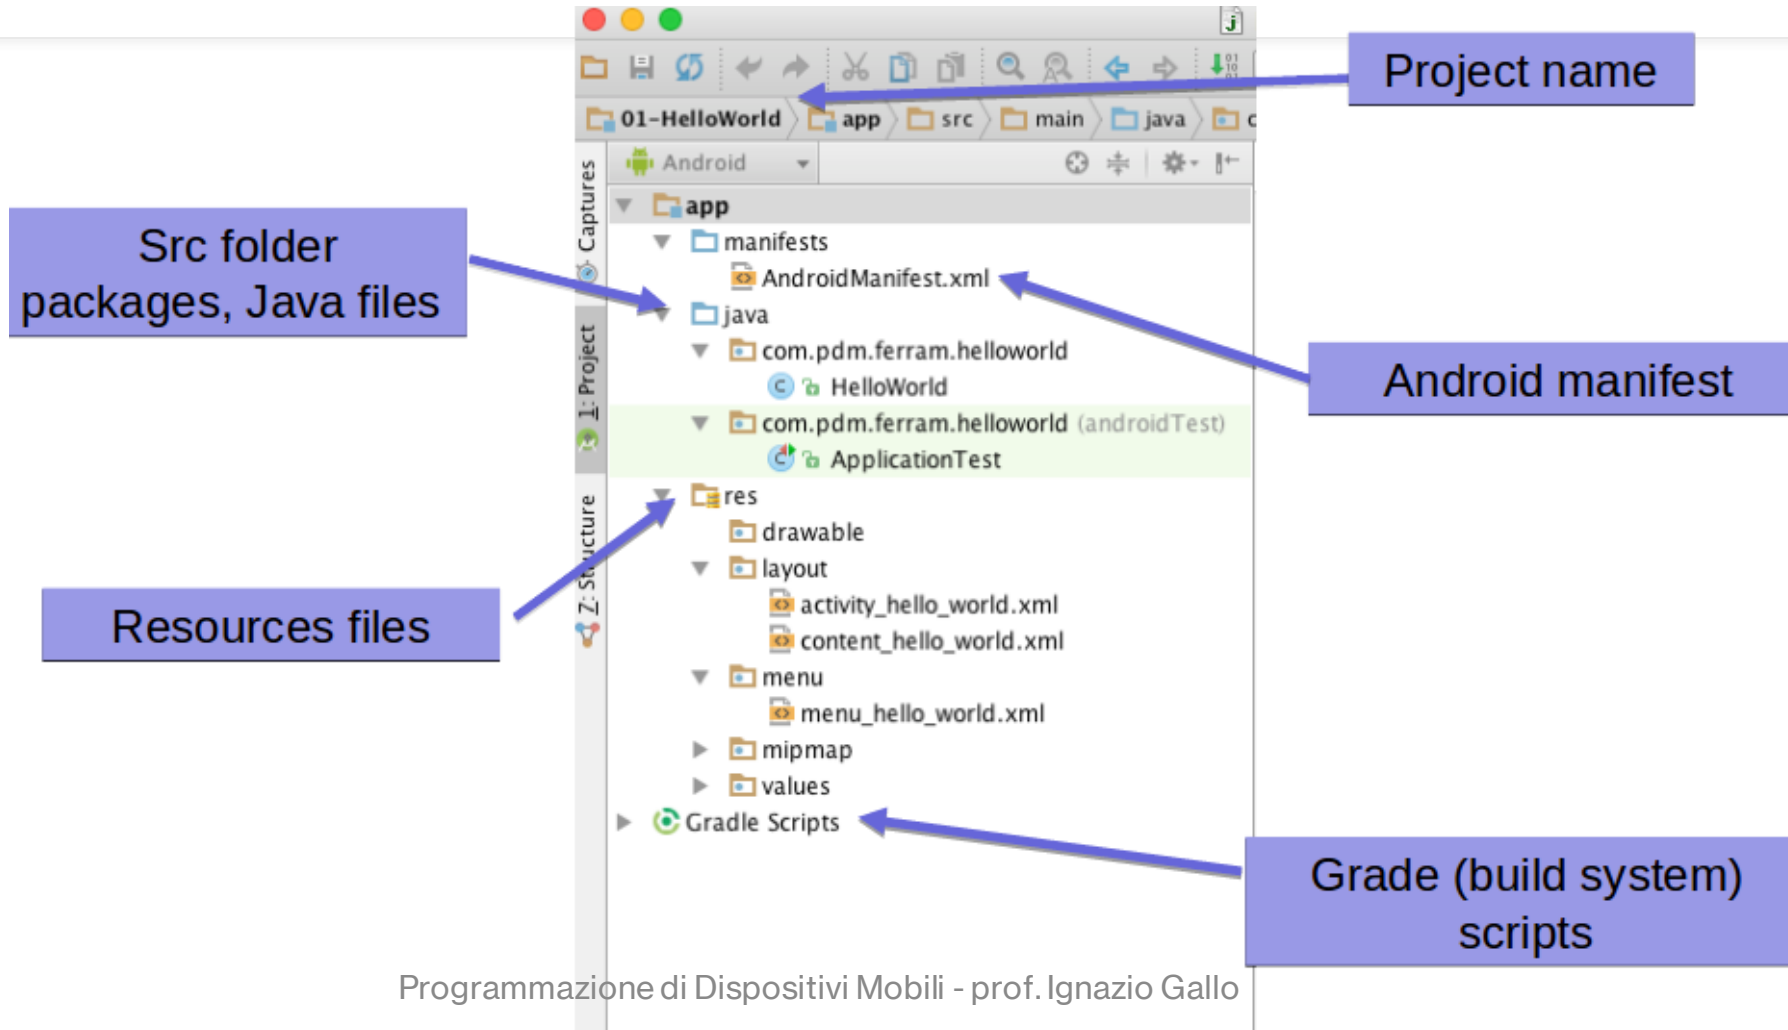 Project name
01-HelloWorld app src main java c
Android
Captures
1: Project
Z: Structure
app
manifests
AndroidManifest.xml
java
com.pdm.ferram.helloworld
HelloWorld
com.pdm.ferram.helloworld (androidTest)
ApplicationTest
res
drawable
layout
activity_hello_world.xml
content_hello_world.xml
menu
menu_hello_world.xml
mipmap
values
Gradle Scripts
Src folder
packages, Java files
Android manifest
Resources files
Grade (build system)
scripts
Programmazione di Dispositivi Mobili - prof. Ignazio Gallo